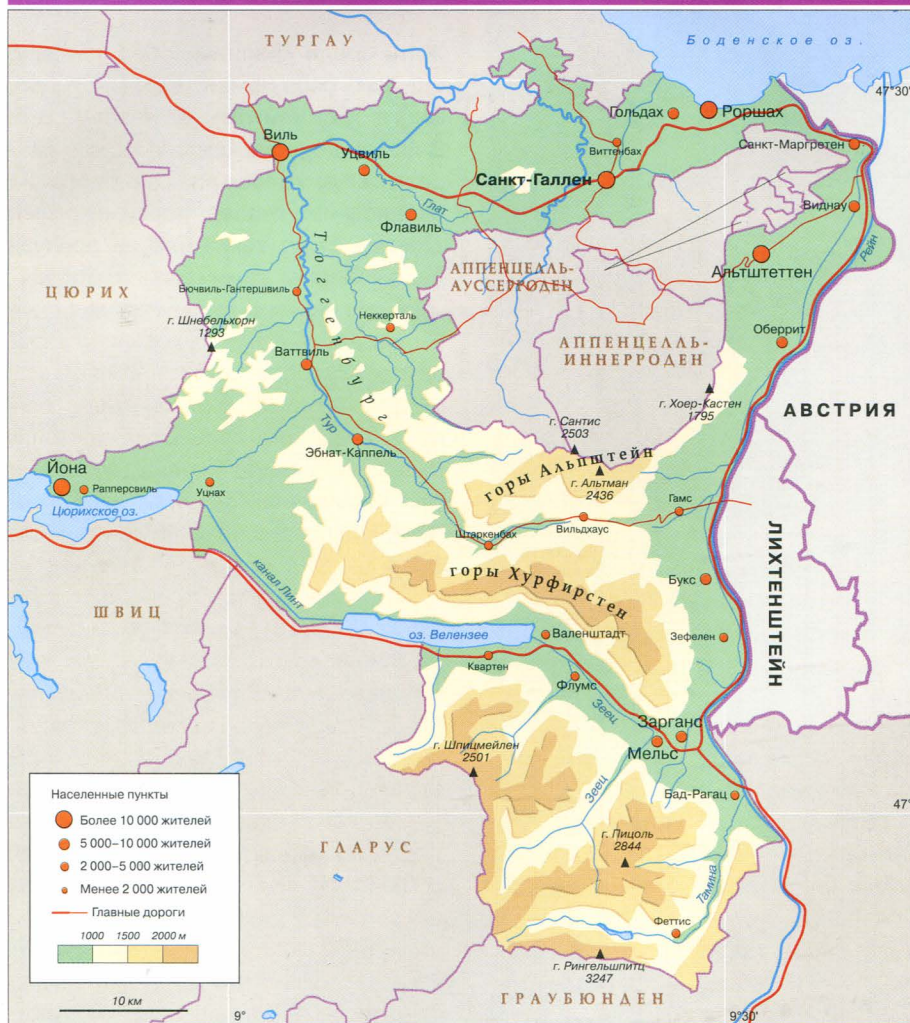 ТУРГАУ
Боденское оз.
47°30'
Гольдах
Роршах
Виль
Уцвиль
Виттенбах
Санкт-Маргретен
Санкт-Галлен
Глат
Виднау
Флавиль
Тоггенбург
Рейн
АППЕНЦЕЛЛЬ-
АУССЕРРОДЕН
Альтштеттен
ЦЮРИХ
Бючвиль-Гантершвиль
г. Шнебельхорн
1293
Неккерталь
Оберрит
АППЕНЦЕЛЛЬ-
ИННЕРРОДЕН
Ваттвиль
г. Хоер-Кастен
1795
АВСТРИЯ
Тур
г. Сантис
2503
Эбнат-Каппель
горы Альпштейн
Йона
Рапперсвиль
Уцнах
г. Альтман
2436
Цюрихское оз.
Гамс
Вильдхаус
Штаркенбах
ЛИХТЕНШТЕЙН
канал Линт
горы Хурфирстен
Букс
ШВИЦ
оз. Велензее
Валенштадт
Зефелен
Квартен
Флумс
Зеец
Зарганс
Мельс
г. Шпицмейлен
2501
Зеец
Бад-Рагац
47°
Населенные пункты
Более 10 000 жителей
5 000–10 000 жителей
2 000–5 000 жителей
Менее 2 000 жителей
Главные дороги
1000 1500 2000 м
10 км
ГЛАРУС
г. Пицоль
2844
Тамина
Феттис
г. Рингельшпитц
3247
ГРАУБЮНДЕН
9°
9°30'